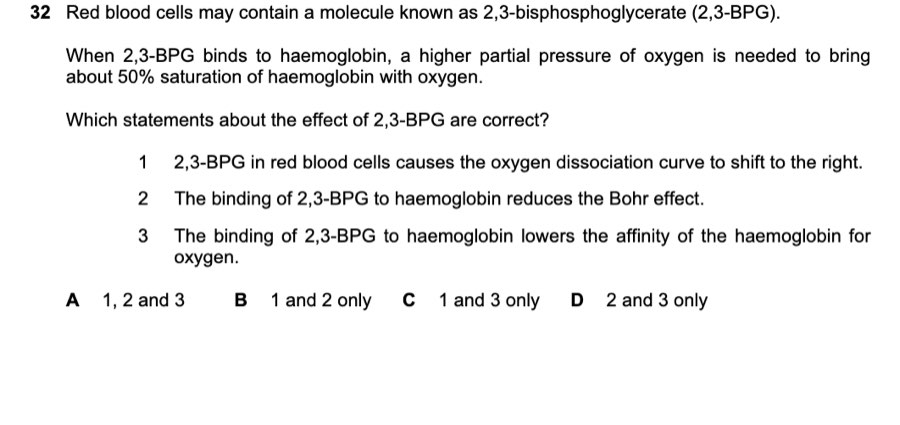 32 Red blood cells may contain a molecule known as 2,3-bisphosphoglycerate (2,3-BPG).
When 2,3-BPG binds to haemoglobin, a higher partial pressure of oxygen is needed to bring
about 50% saturation of haemoglobin with oxygen.
Which statements about the effect of 2,3-BPG are correct?
1 2,3-BPG in red blood cells causes the oxygen dissociation curve to shift to the right.
2 The binding of 2,3-BPG to haemoglobin reduces the Bohr effect.
3 The binding of 2,3-BPG to haemoglobin lowers the affinity of the haemoglobin for
oxygen.
A 1, 2 and 3 B 1 and 2 only C 1 and 3 only D 2 and 3 only